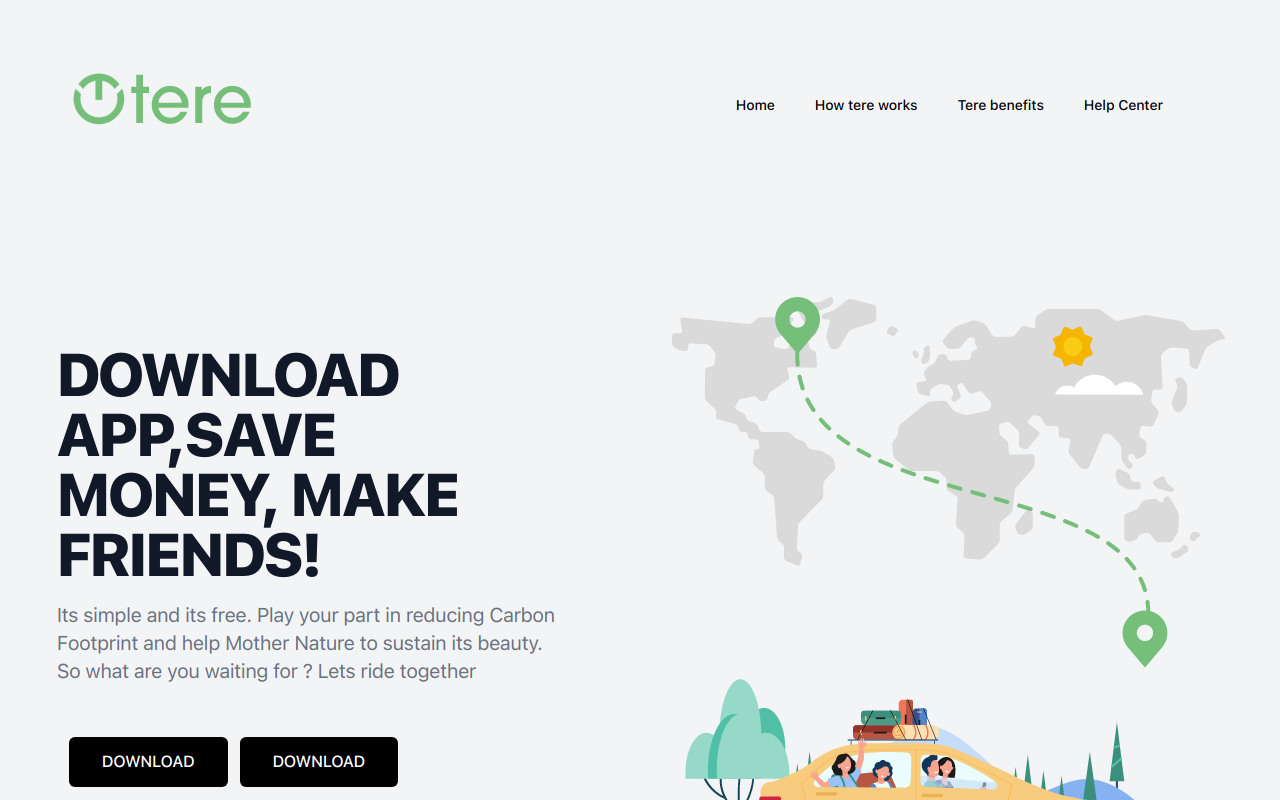 tere
Home
How tere works
Tere benefits
Help Center
DOWNLOAD
APP,SAVE
MONEY, MAKE
FRIENDS!
Its simple and its free. Play your part in reducing Carbon
Footprint and help Mother Nature to sustain its beauty.
So what are you waiting for ? Lets ride together
DOWNLOAD
DOWNLOAD